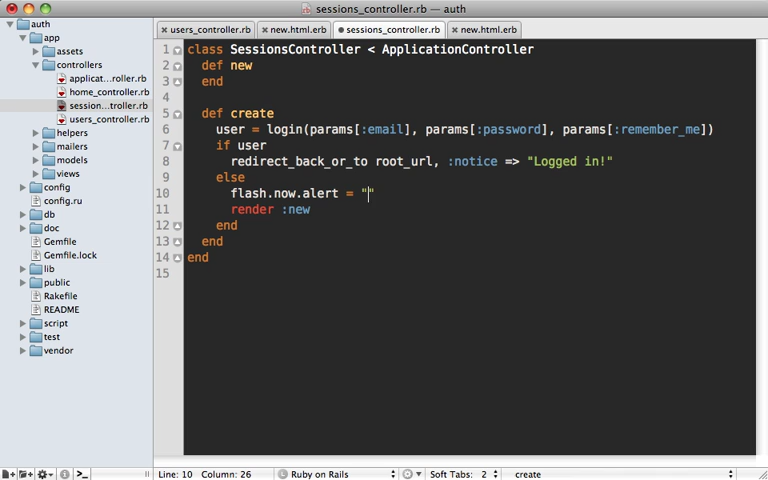 sessions_controller.rb — auth
auth
app
assets
controllers
applicat...roller.rb
home_controller.rb
session...troller.rb
users_controller.rb
helpers
mailers
models
views
config
config.ru
db
doc
Gemfile
Gemfile.lock
lib
public
Rakefile
README
script
test
vendor
users_controller.rb
new.html.erb
sessions_controller.rb
new.html.erb
1 class SessionsController < ApplicationController
2 def new
3 end
4
5 def create
6 user = login(params[:email], params[:password], params[:remember_me])
7 if user
8 redirect_back_or_to root_url, :notice => "Logged in!"
9 else
10 flash.now.alert = ""
11 render :new
12 end
13 end
14 end
15
Line: 10 Column: 26 Ruby on Rails Soft Tabs: 2 create